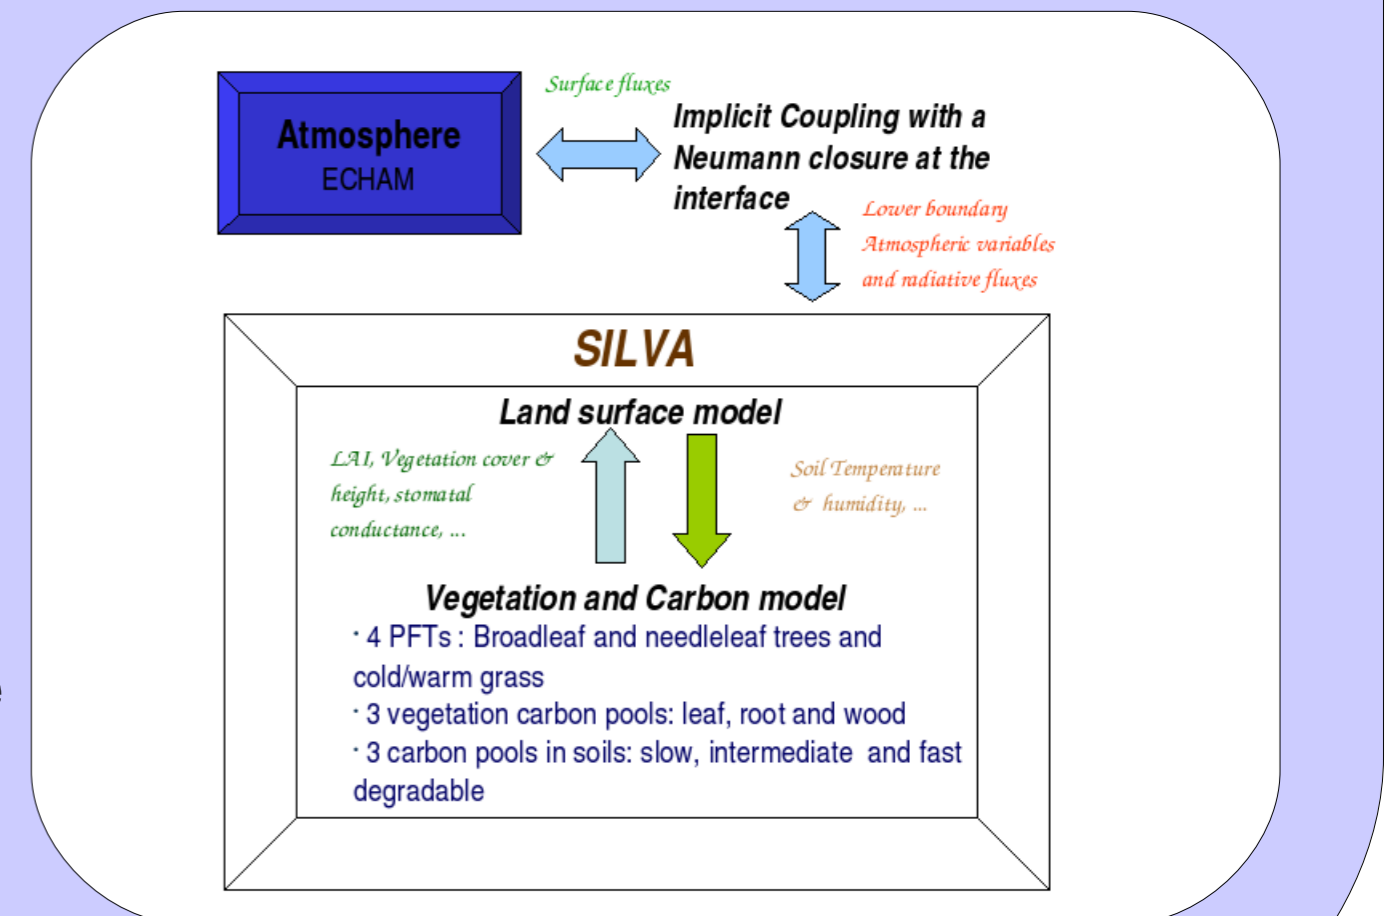 Surface fluxes
Atmosphere
ECHAM
Implicit Coupling with a
Neumann closure at the
interface
Lower boundary
Atmospheric variables
and radiative fluxes
SILVA
Land surface model
LAI, Vegetation cover &
height, stomatal
conductance, ...
Soil Temperature
& humidity, ...
Vegetation and Carbon model
· 4 PFTs : Broadleaf and needleleaf trees and
cold/warm grass
· 3 vegetation carbon pools: leaf, root and wood
· 3 carbon pools in soils: slow, intermediate and fast
degradable